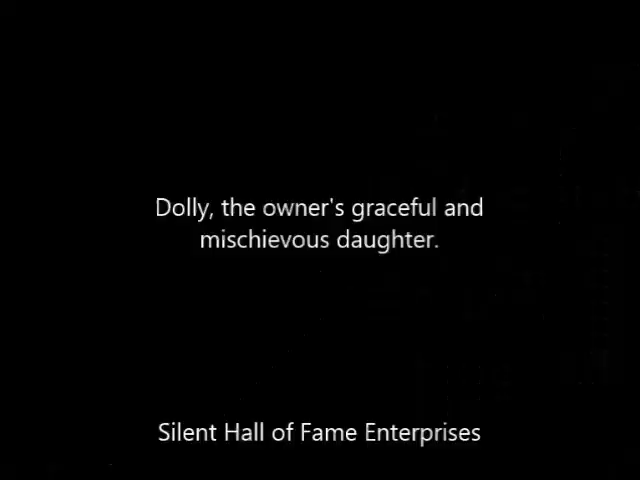 Dolly, the owner's graceful and
mischievous daughter.
Silent Hall of Fame Enterprises